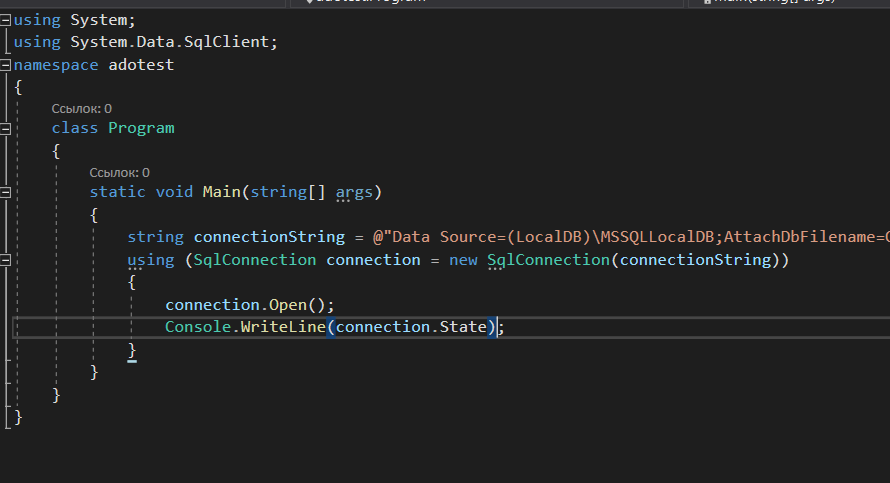 using System;
using System.Data.SqlClient;
namespace adotest
{
Ссылок: 0
class Program
{
Ссылок: 0
static void Main(string[] args)
{
string connectionString = @"Data Source=(LocalDB)\MSSQLLocalDB;AttachDbFilename=
using (SqlConnection connection = new SqlConnection(connectionString))
{
connection.Open();
Console.WriteLine(connection.State);
}
}
}
}